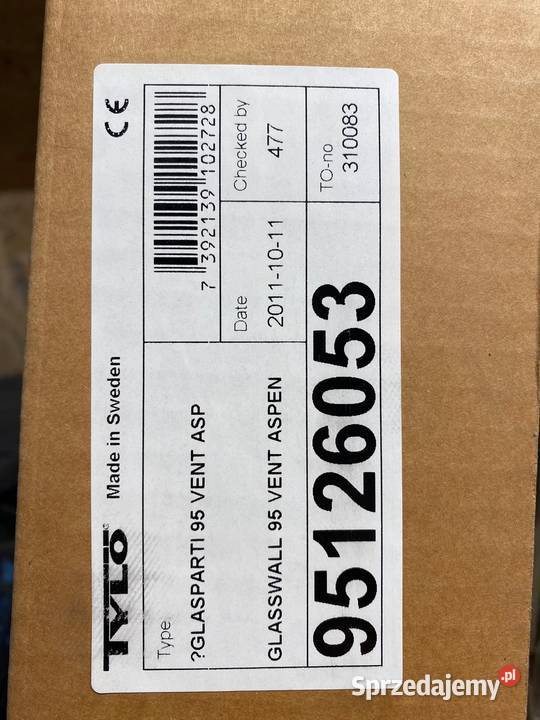 TYLÖ Made in Sweden CE
Type
?GLASPARTI 95 VENT ASP
GLASSWALL 95 VENT ASPEN
7 392139 102728
Date
2011-10-11
Checked by
477
95126053
TO-no
310083
Sprzedajemy.pl